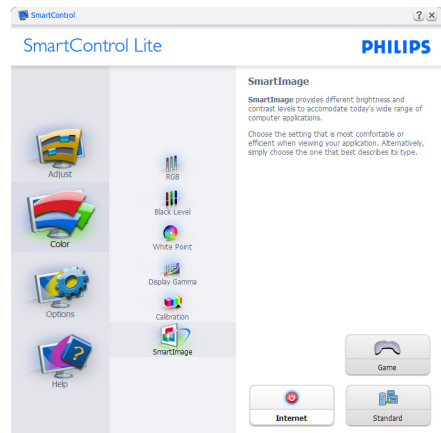 SmartControl
SmartControl Lite
PHILIPS
Adjust
Color
Options
Help
RGB
Black Level
White Point
Display Gamma
Calibration
SmartImage
SmartImage
SmartImage provides different brightness and
contrast levels to accomodate today's wide range of
computer applications.
Choose the setting that is most comfortable or
efficient when viewing your application. Alternatively,
simply choose the one that best describes its type.
Game
Internet
Standard